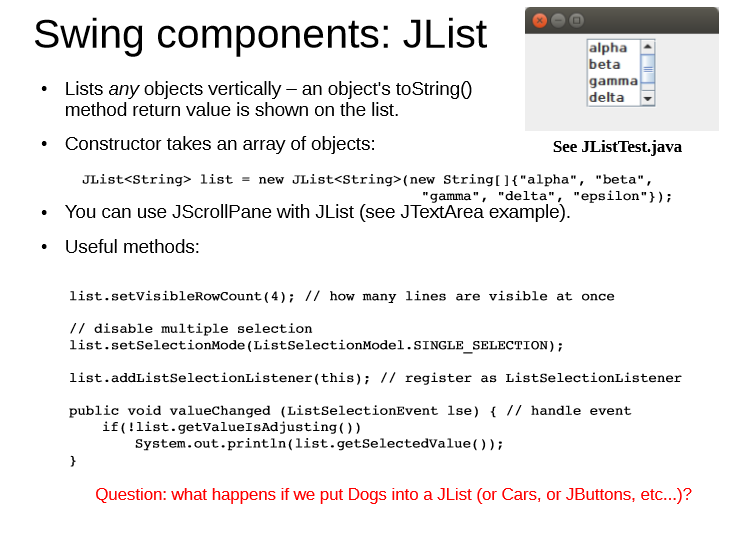 Swing components: JList
alpha
beta
gamma
delta
See JListTest.java
• Lists any objects vertically – an object's toString()
method return value is shown on the list.
• Constructor takes an array of objects:
JList<String> list = new JList<String>(new String[]{"alpha", "beta",
"gamma", "delta", "epsilon"});
• You can use JScrollPane with JList (see JTextArea example).
• Useful methods:
list.setVisibleRowCount(4); // how many lines are visible at once
// disable multiple selection
list.setSelectionMode(ListSelectionModel.SINGLE_SELECTION);
list.addListSelectionListener(this); // register as ListSelectionListener
public void valueChanged (ListSelectionEvent lse) { // handle event
if(!list.getValueIsAdjusting())
System.out.println(list.getSelectedValue());
}
Question: what happens if we put Dogs into a JList (or Cars, or JButtons, etc...)?